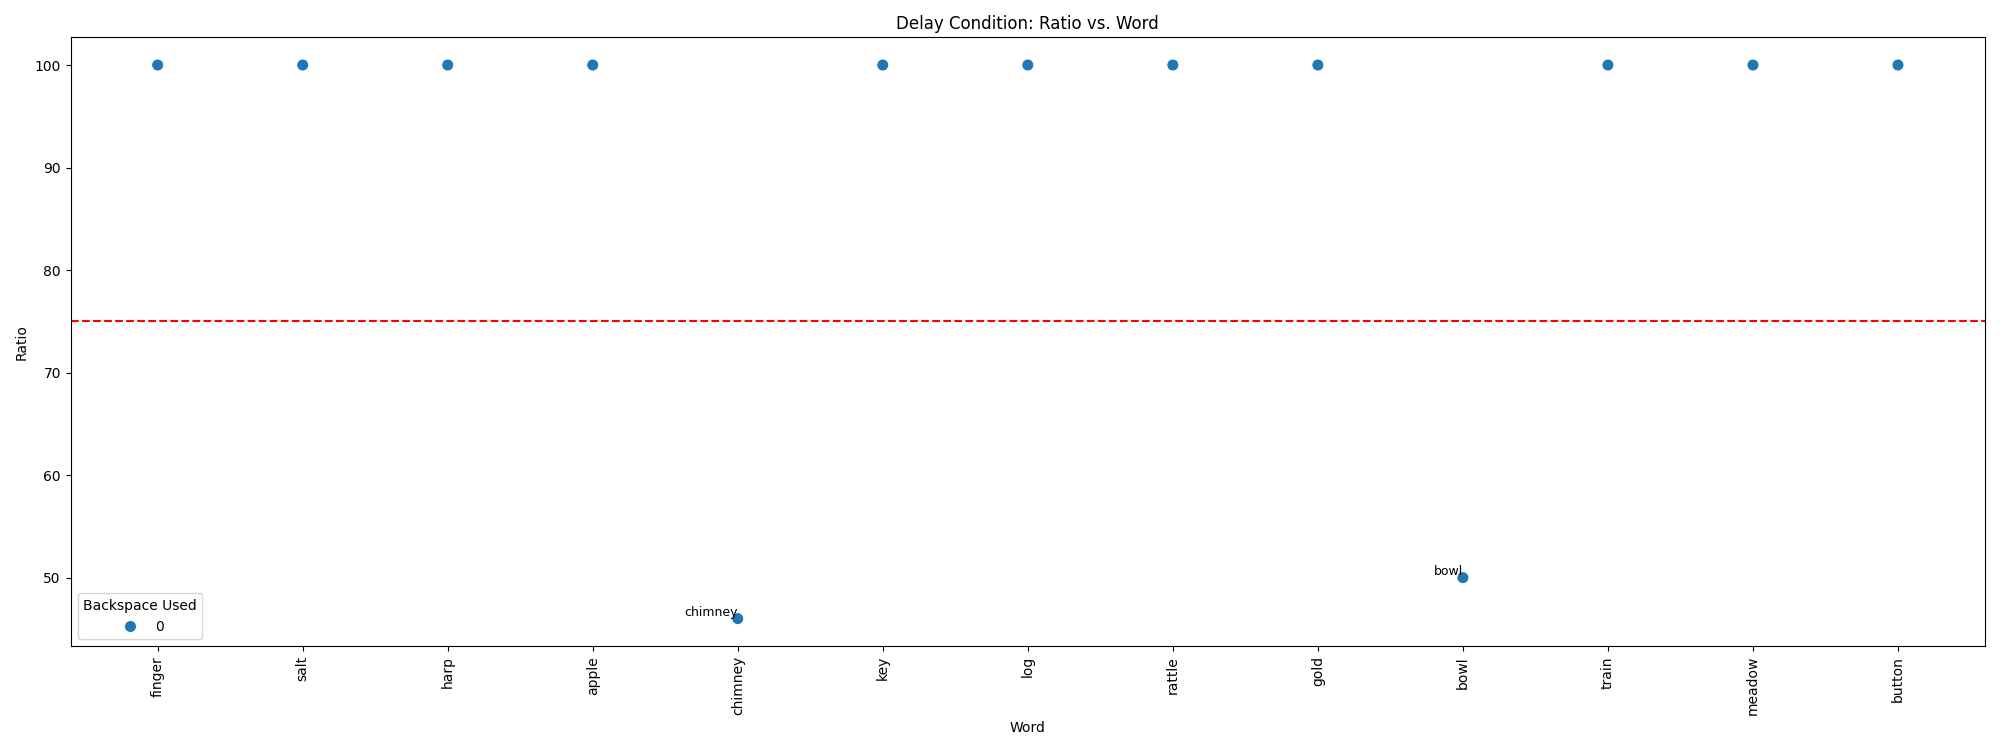 Delay Condition: Ratio vs. Word
Ratio
100
90
80
70
60
50
chimney
bowl
Backspace Used
0
finger
salt
harp
apple
chimney
key
log
rattle
gold
bowl
train
meadow
button
Word